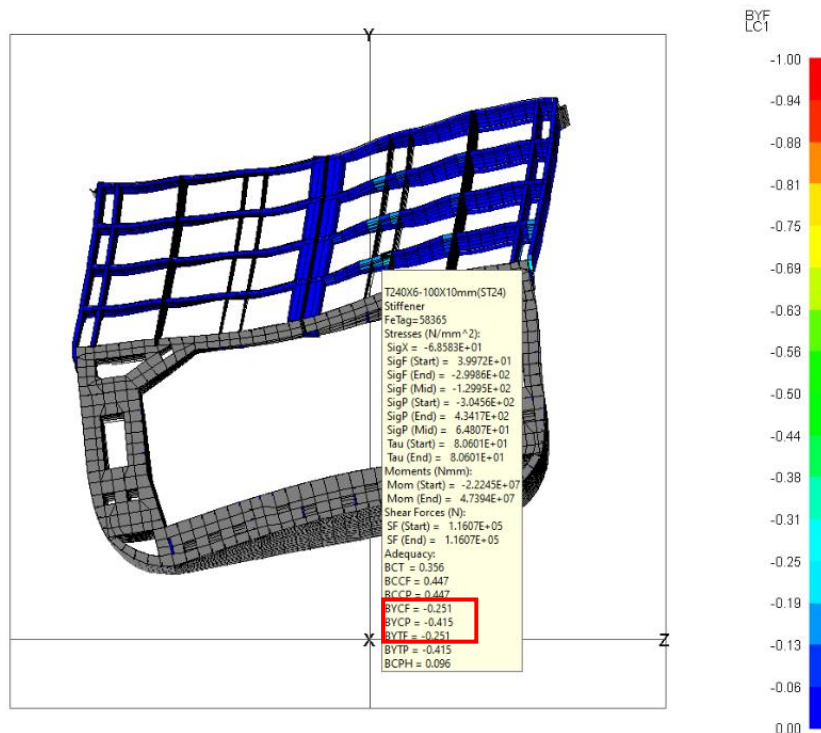 BYF
LC1
Y
-1.00
-0.94
-0.88
-0.81
-0.75
-0.69
-0.63
-0.56
-0.50
-0.44
-0.38
-0.31
-0.25
-0.19
-0.13
-0.06
0.00
T240X6-100X10mm(ST24)
Stiffener
FeTag=58365
Stresses (N/mm^2):
SigX = -6.8583E+01
SigF (Start) = 3.9972E+01
SigF (End) = -2.9986E+02
SigF (Mid) = -1.2995E+02
SigP (Start) = -3.0456E+02
SigP (End) = 4.3417E+02
SigP (Mid) = 6.4807E+01
Tau (Start) = 8.0601E+01
Tau (End) = 8.0601E+01
Moments (Nmm):
Mom (Start) = -2.2245E+07
Mom (End) = 4.7394E+07
Shear Forces (N):
SF (Start) = 1.1607E+05
SF (End) = 1.1607E+05
Adequacy:
BCT = 0.356
BCCF = 0.447
BCCP = 0.447
BYCF = -0.251
BYCP = -0.415
BYTF = -0.251
BYTP = -0.415
BCPH = 0.096
X
Z